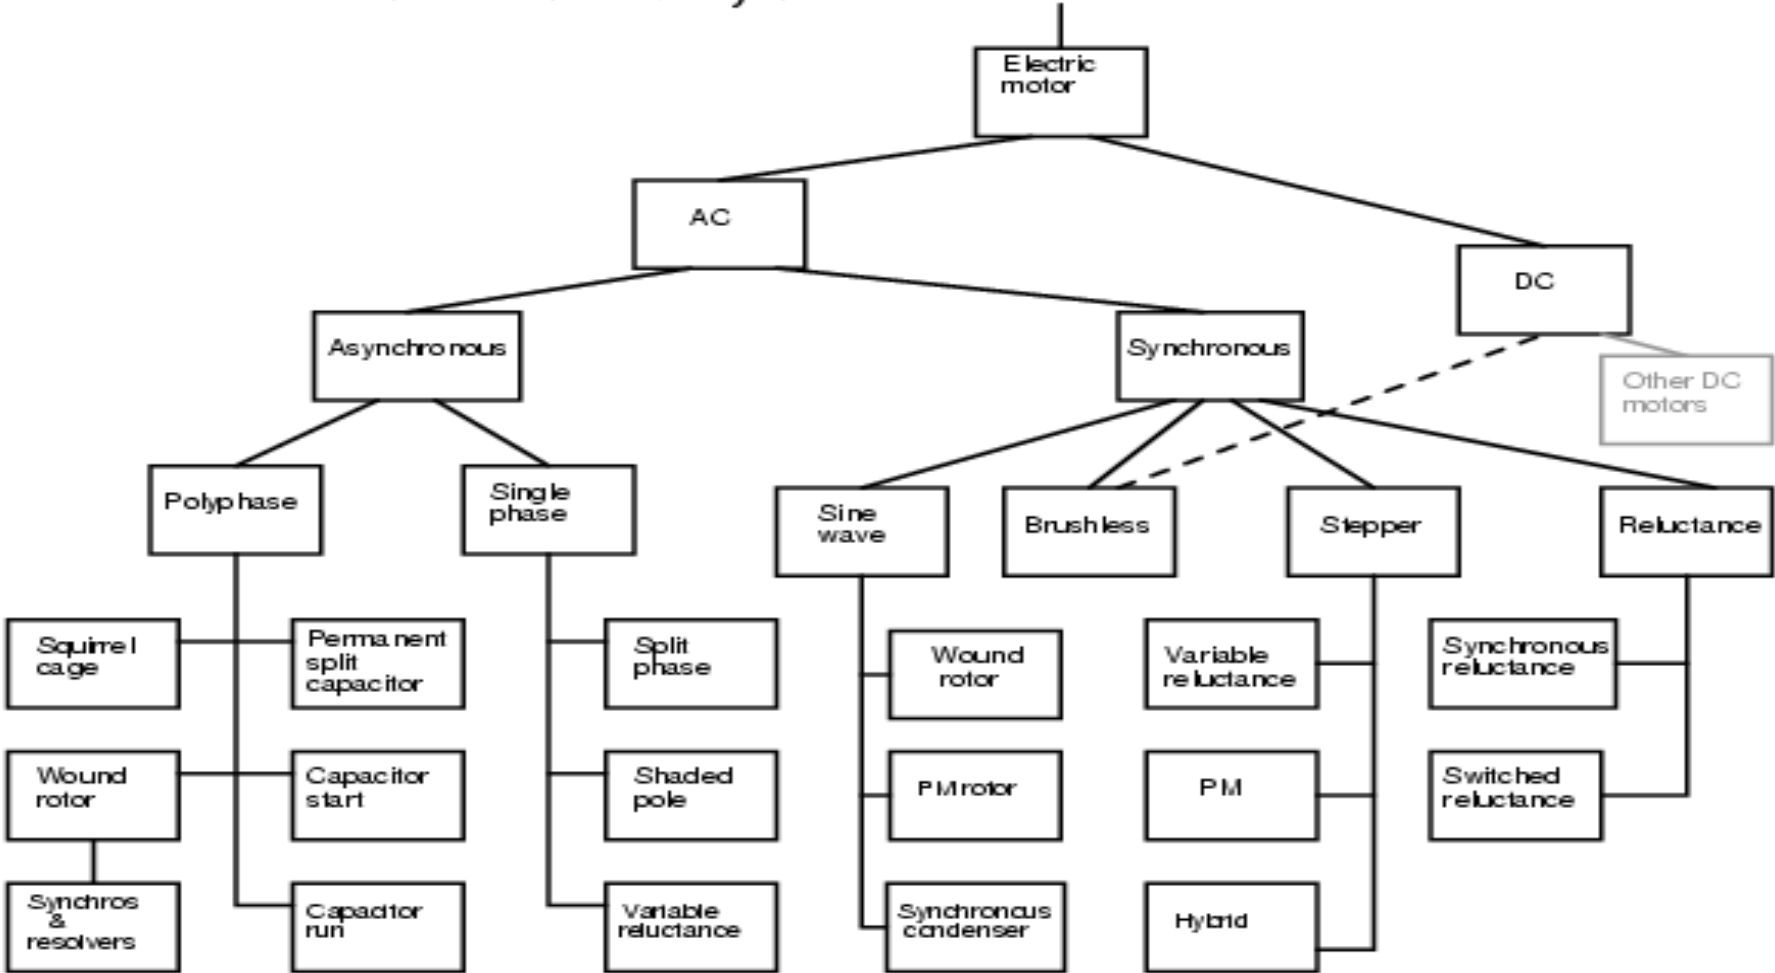 Electric
motor
AC
DC
Asynchronous
Synchronous
Other DC
motors
Polyphase
Single
phase
Sine
wave
Brushless
Stepper
Reluctance
Squirrel
cage
Permanent
split
capacitor
Split
phase
Wound
rotor
Variable
reluctance
Synchronous
reluctance
Wound
rotor
Capacitor
start
Shaded
pole
PM rotor
PM
Switched
reluctance
Synchros
&
resolvers
Capacitor
run
Variable
reluctance
Synchronous
condenser
Hybrid